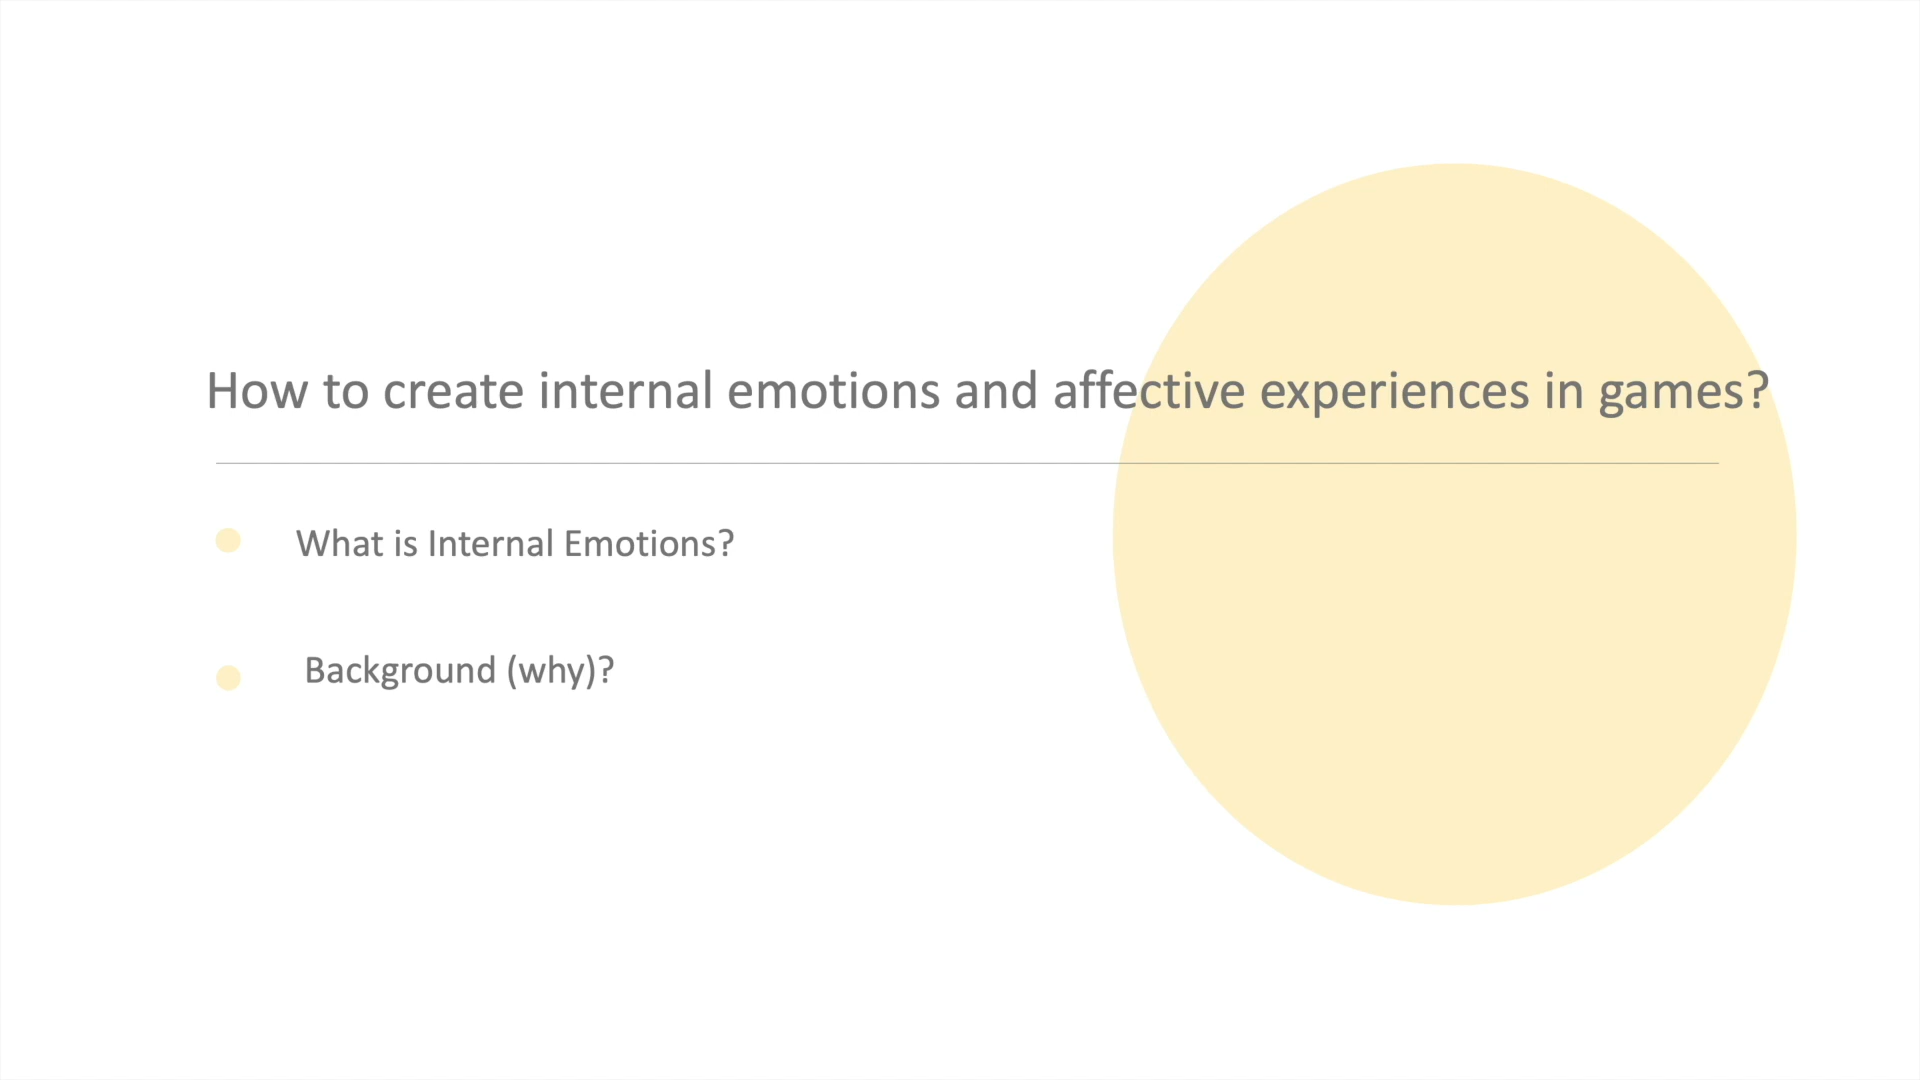 How to create internal emotions and affective experiences in games?
What is Internal Emotions?
Background (why)?